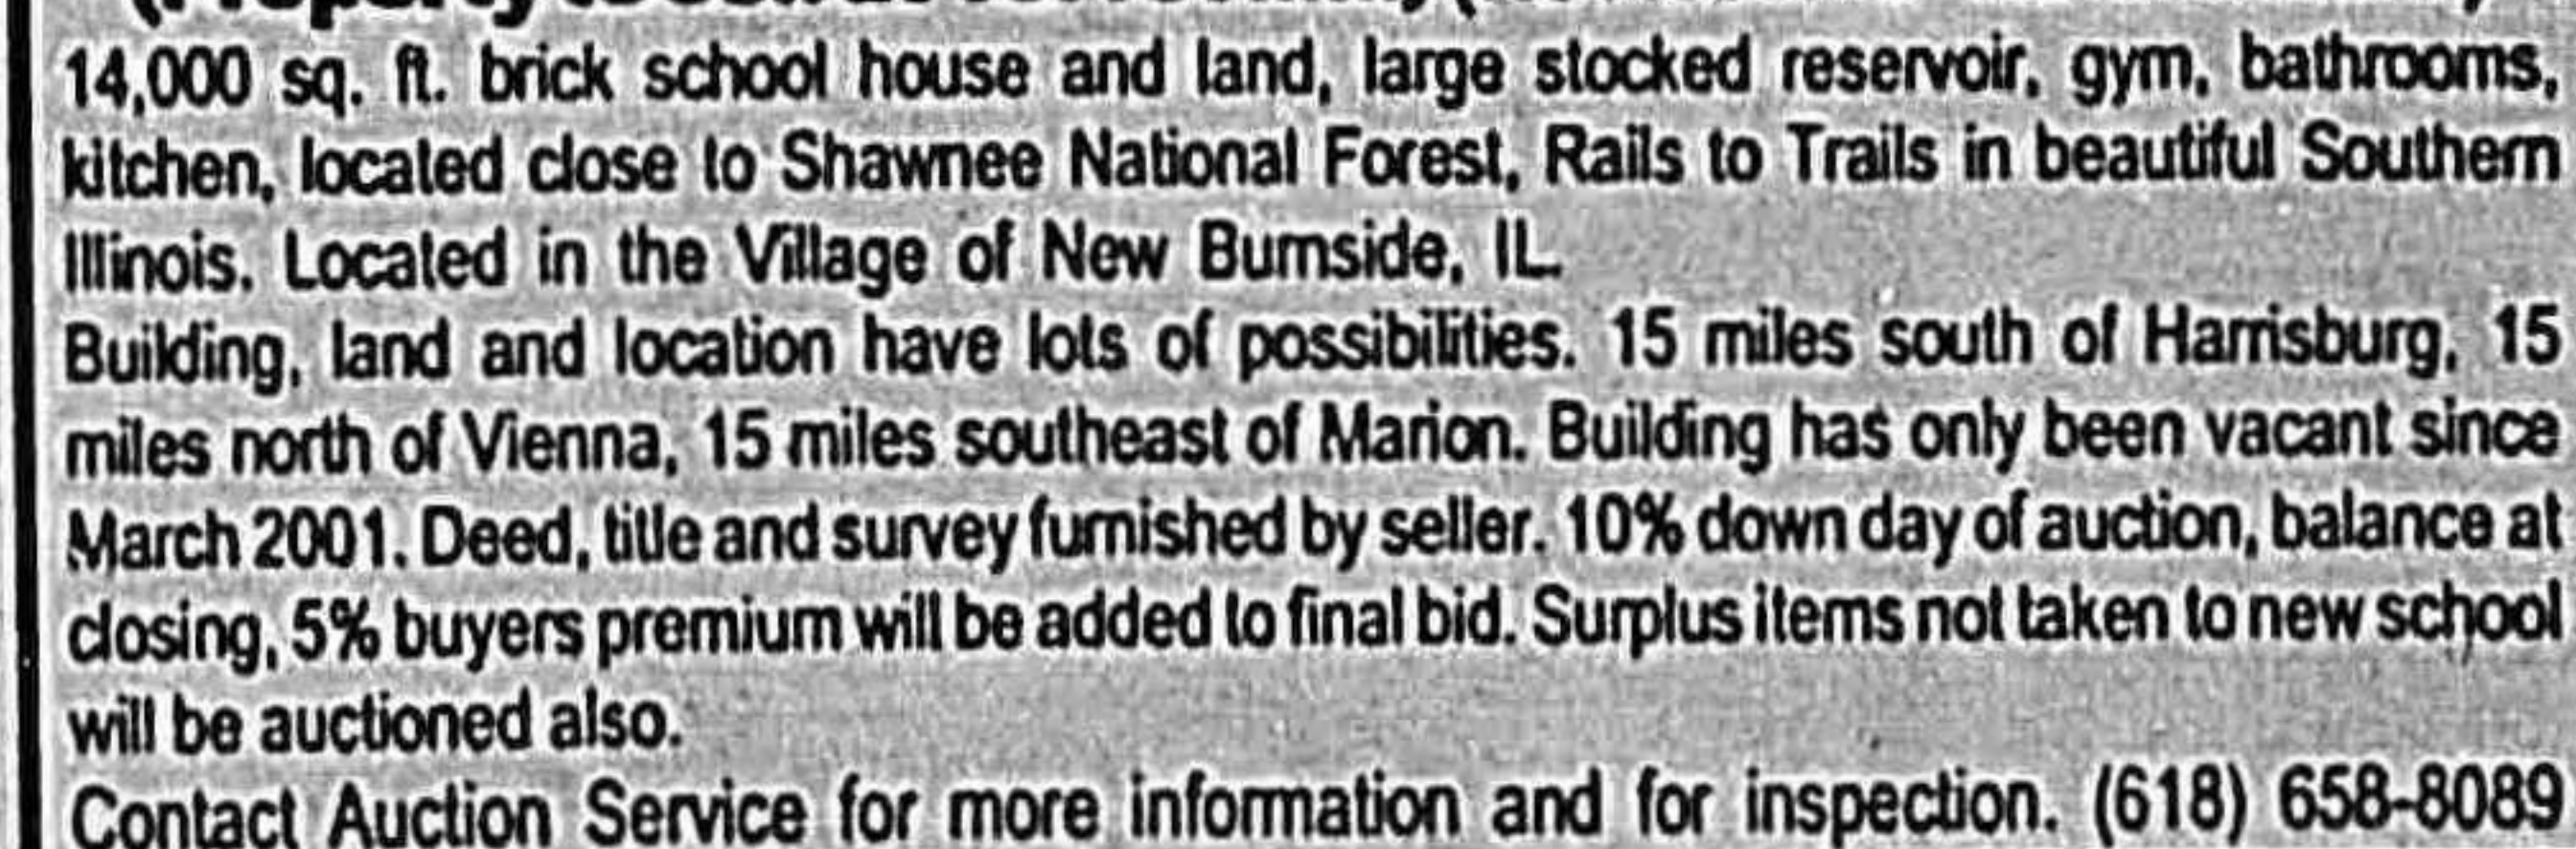 14,000 sq. ft. brick school house and land, large stocked reservoir, gym, bathrooms,
kitchen, located close to Shawnee National Forest, Rails to Trails in beautiful Southern
Illinois. Located in the Village of New Burnside, IL.
Building, land and location have lots of possibilities. 15 miles south of Harrisburg, 15
miles north of Vienna, 15 miles southeast of Marion. Building has only been vacant since
March 2001. Deed, title and survey furnished by seller. 10% down day of auction, balance at
closing, 5% buyers premium will be added to final bid. Surplus items not taken to new school
will be auctioned also.
Contact Auction Service for more information and for inspection. (618) 658-8089